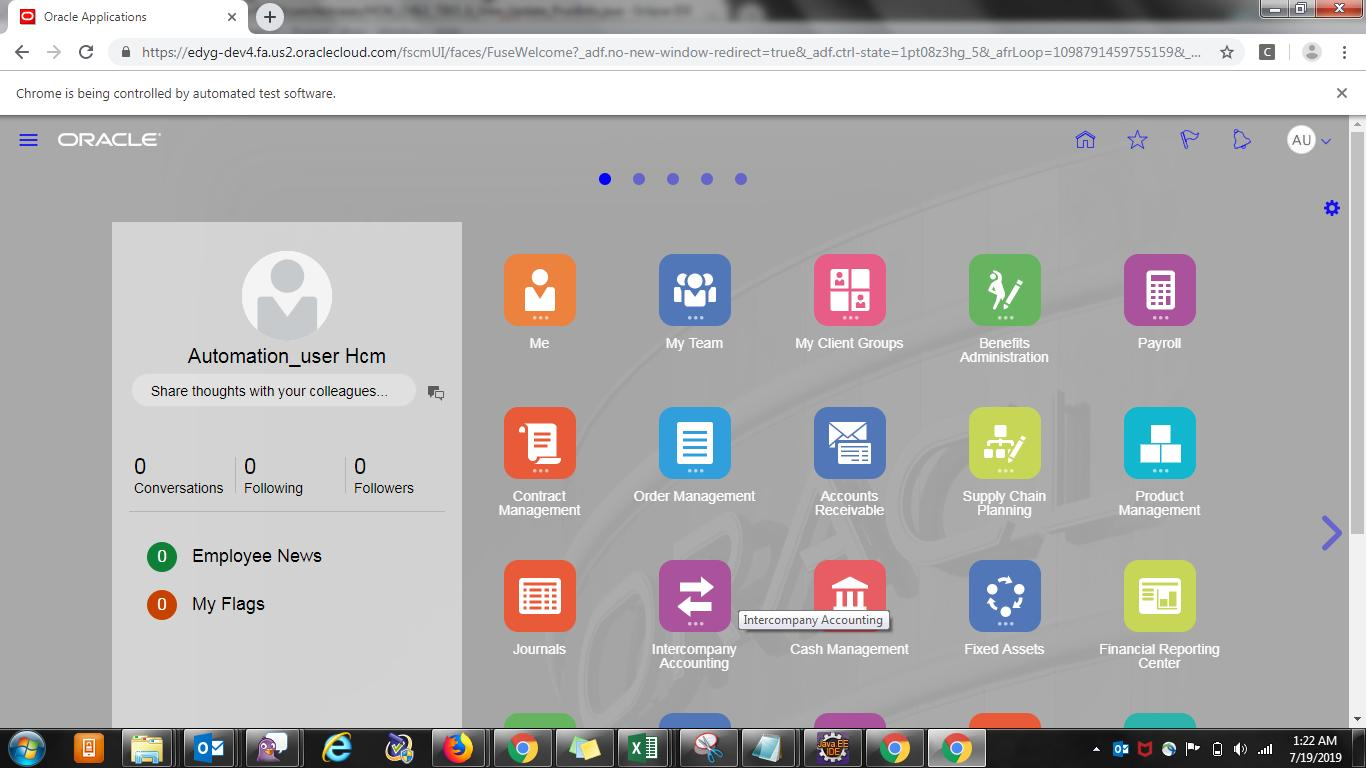 Oracle Applications
https://edyg-dev4.fa.us2.oraclecloud.com/fscmUI/faces/FuseWelcome?_adf.no-new-window-redirect=true&_adf.ctrl-state=1pt08z3hg_5&_afrLoop=1098791459755159&_...
C
Chrome is being controlled by automated test software.
ORACLE
AU
Automation_user Hcm
Share thoughts with your colleagues...
0
Conversations
0
Following
0
Followers
0 Employee News
0 My Flags
Me
My Team
My Client Groups
Benefits
Administration
Payroll
Contract
Management
Order Management
Accounts
Receivable
Supply Chain
Planning
Product
Management
Journals
Intercompany
Accounting
Intercompany Accounting
Cash Management
Fixed Assets
Financial Reporting
Center
Java EE
IDE
1:22 AM
7/19/2019